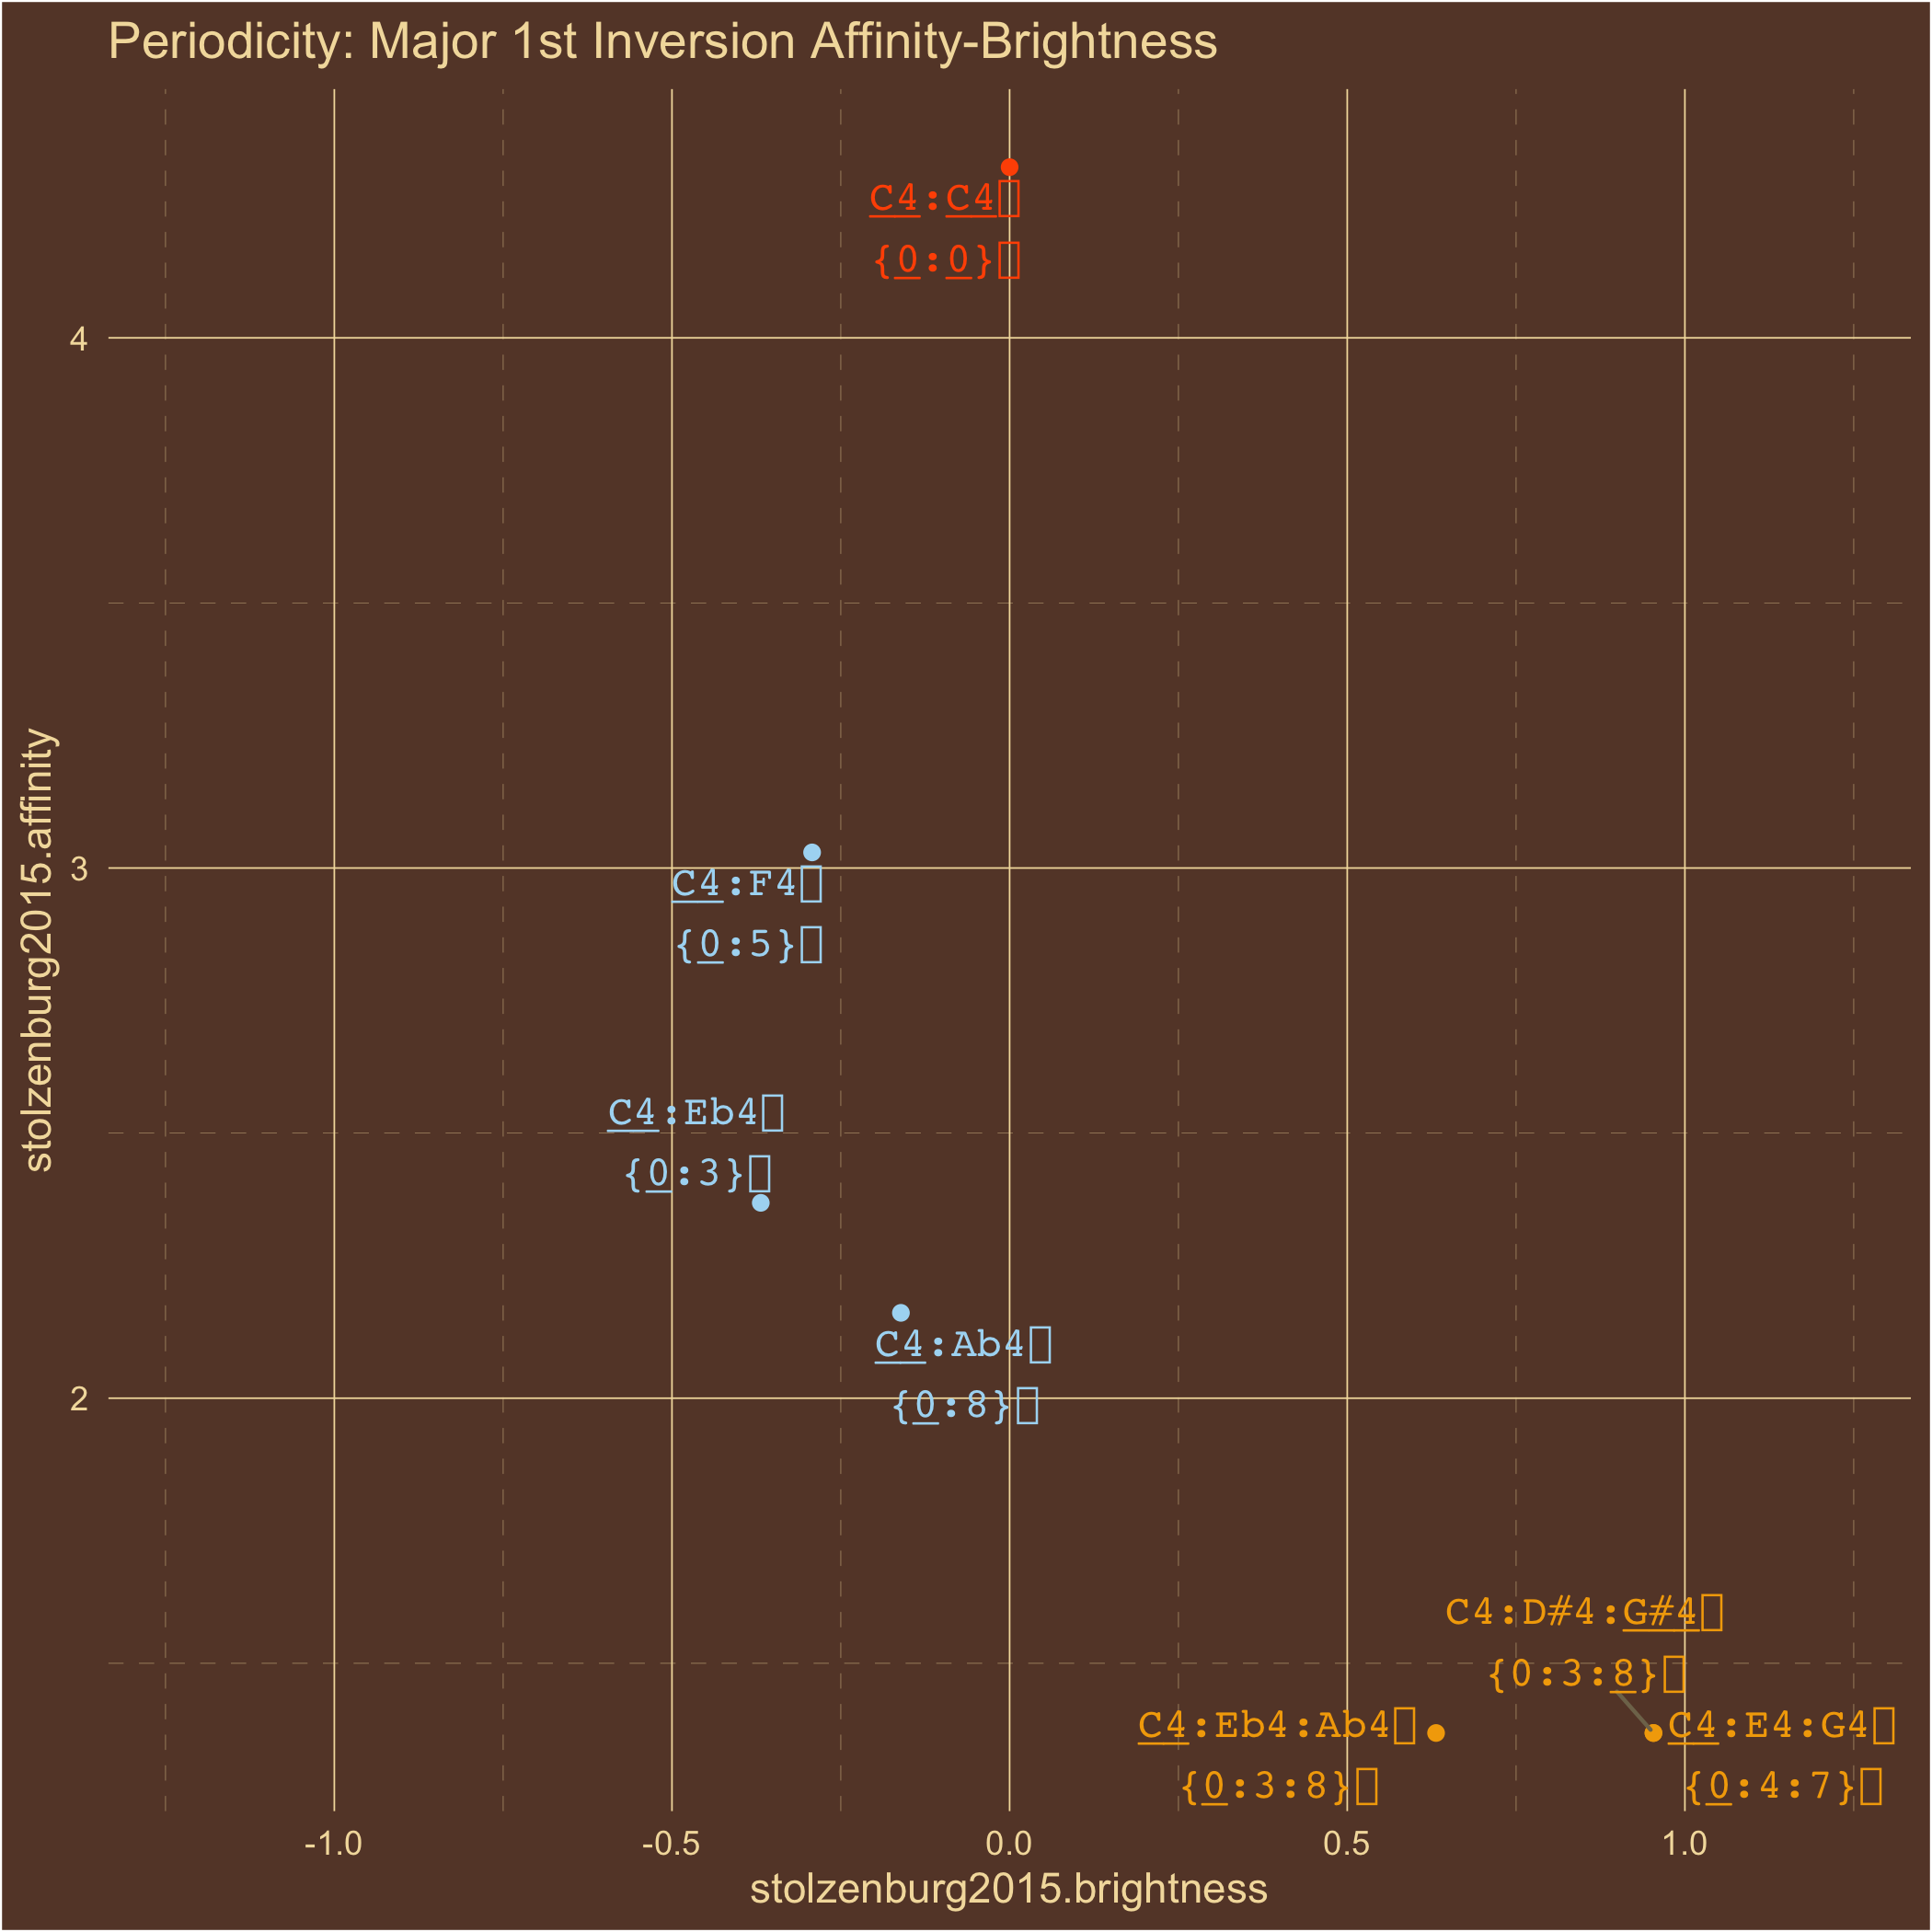 Periodicity: Major 1st Inversion Affinity-Brightness
C4:C4
{0:0}
4
stolzenburg2015.affinity
3
C4:F4
{0:5}
C4:Eb4
{0:3}
C4:Ab4
{0:8}
2
C4:D#4:G#4
{0:3:8}
C4:Eb4:Ab4
{0:3:8}
C4:E4:G4
{0:4:7}
-1.0 -0.5 0.0 0.5 1.0
stolzenburg2015.brightness